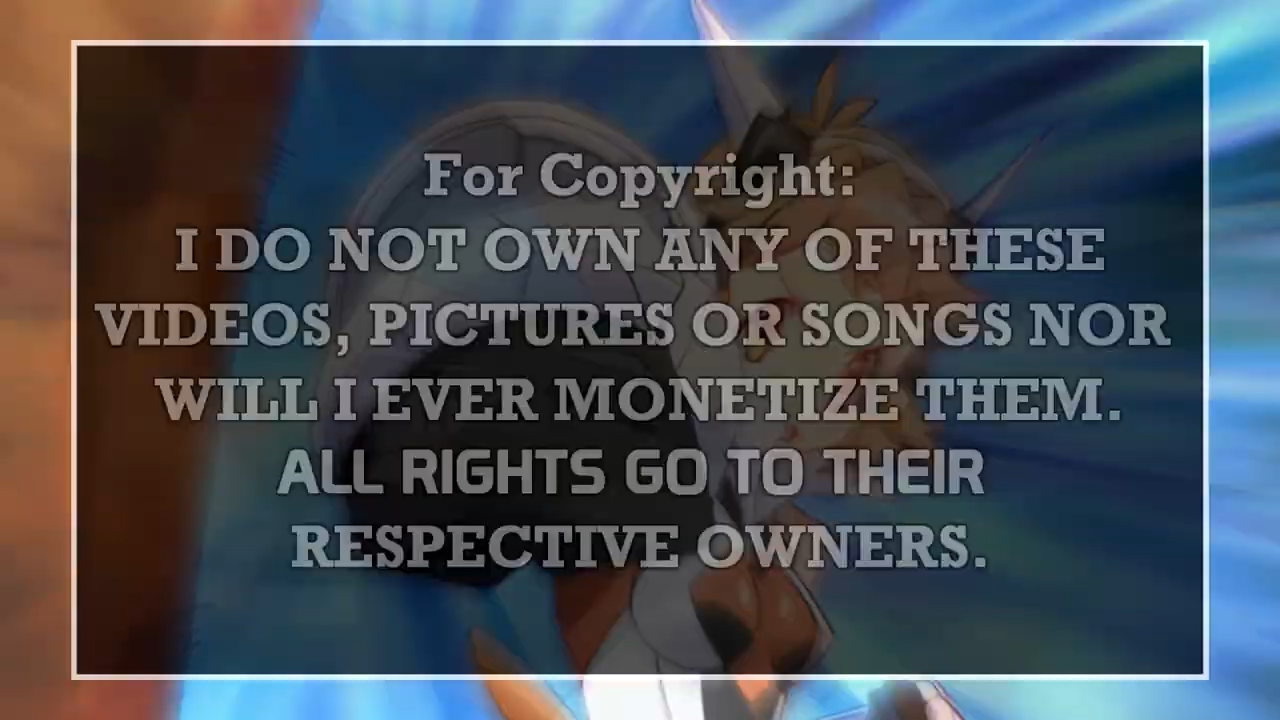 For Copyright:
I DO NOT OWN ANY OF THESE
VIDEOS, PICTURES OR SONGS NOR
WILL I EVER MONETIZE THEM.
ALL RIGHTS GO TO THEIR
RESPECTIVE OWNERS.